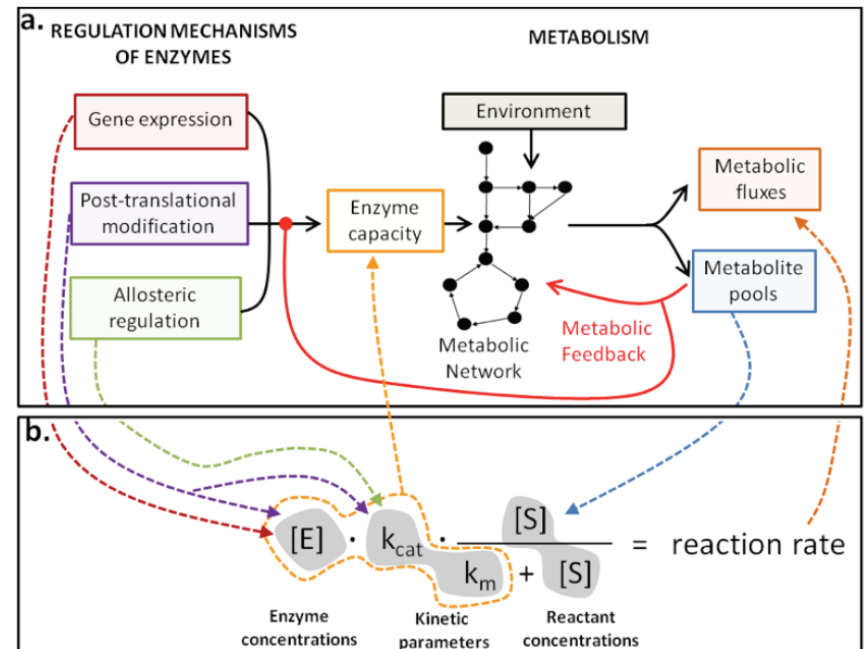 a.
REGULATION MECHANISMS
OF ENZYMES
METABOLISM
Gene expression
Post-translational
modification
Allosteric
regulation
Enzyme
capacity
Environment
Metabolic
Network
Metabolic
Feedback
Metabolic
fluxes
Metabolite
pools
b.
[E] · kcat · [S]
km + [S]
= reaction rate
Enzyme
concentrations
Kinetic
parameters
Reactant
concentrations